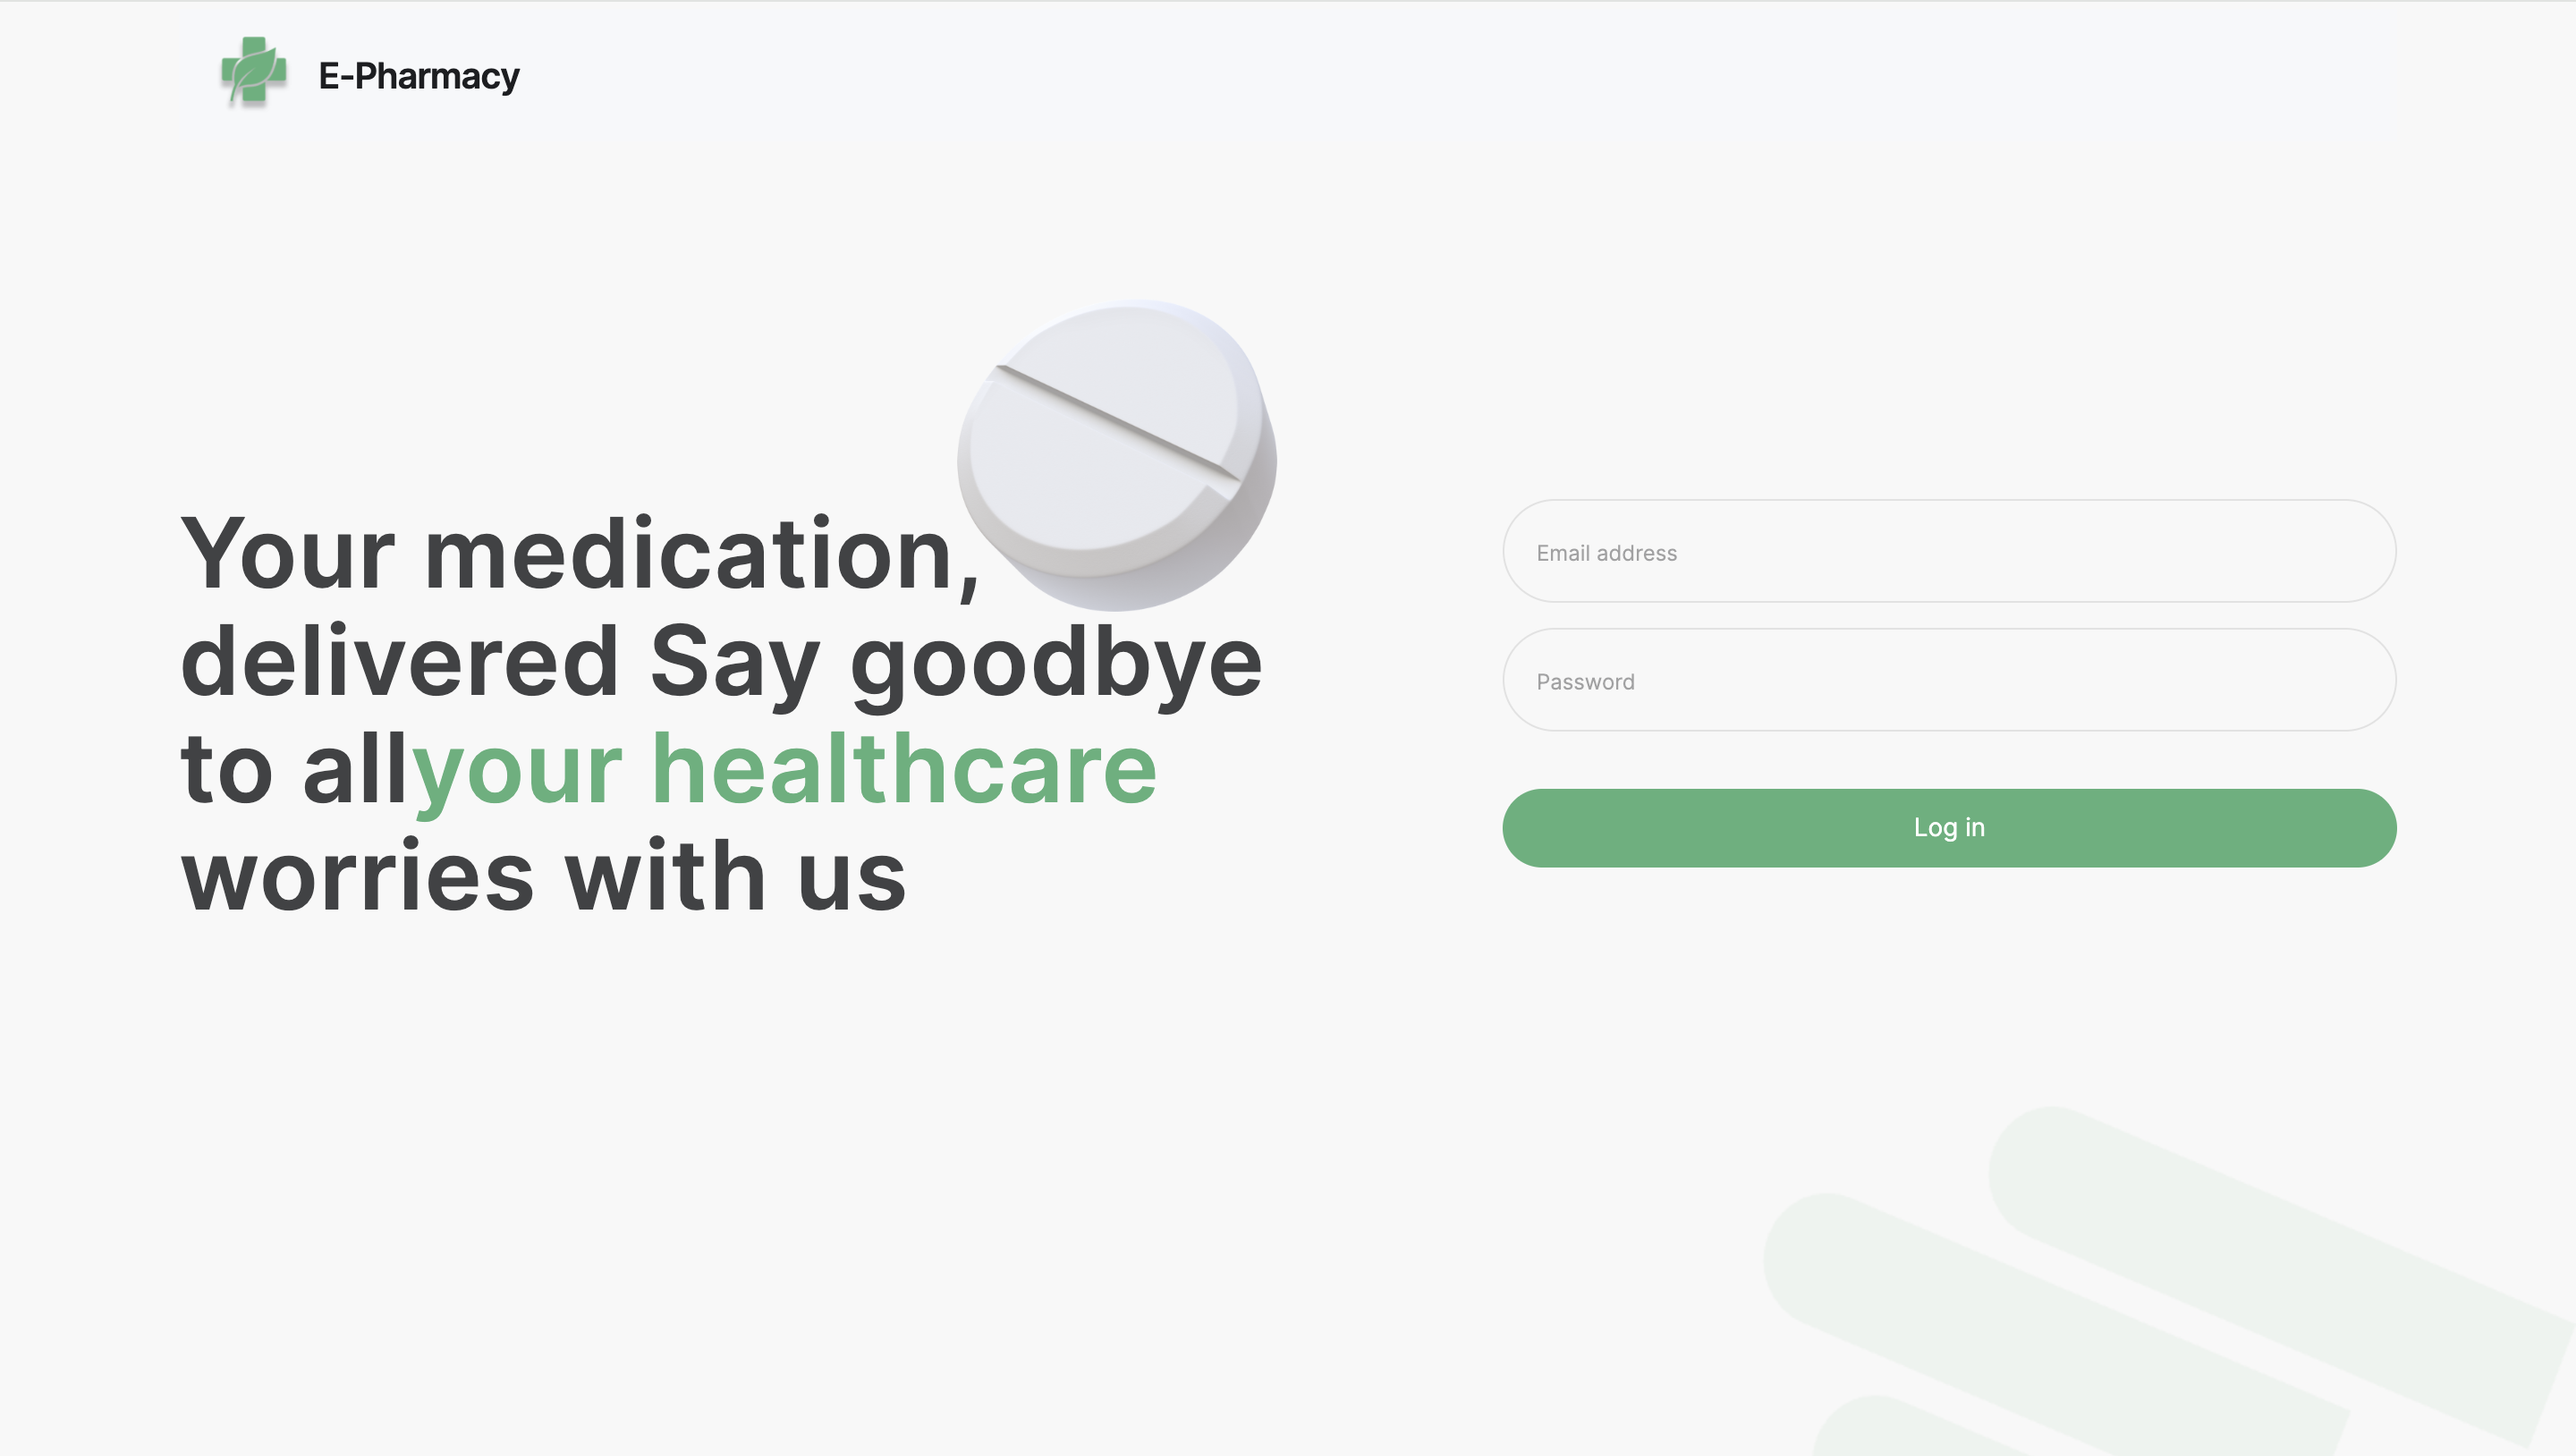 E-Pharmacy
Your medication,
delivered Say goodbye
to allyour healthcare
worries with us
Email address
Password
Log in